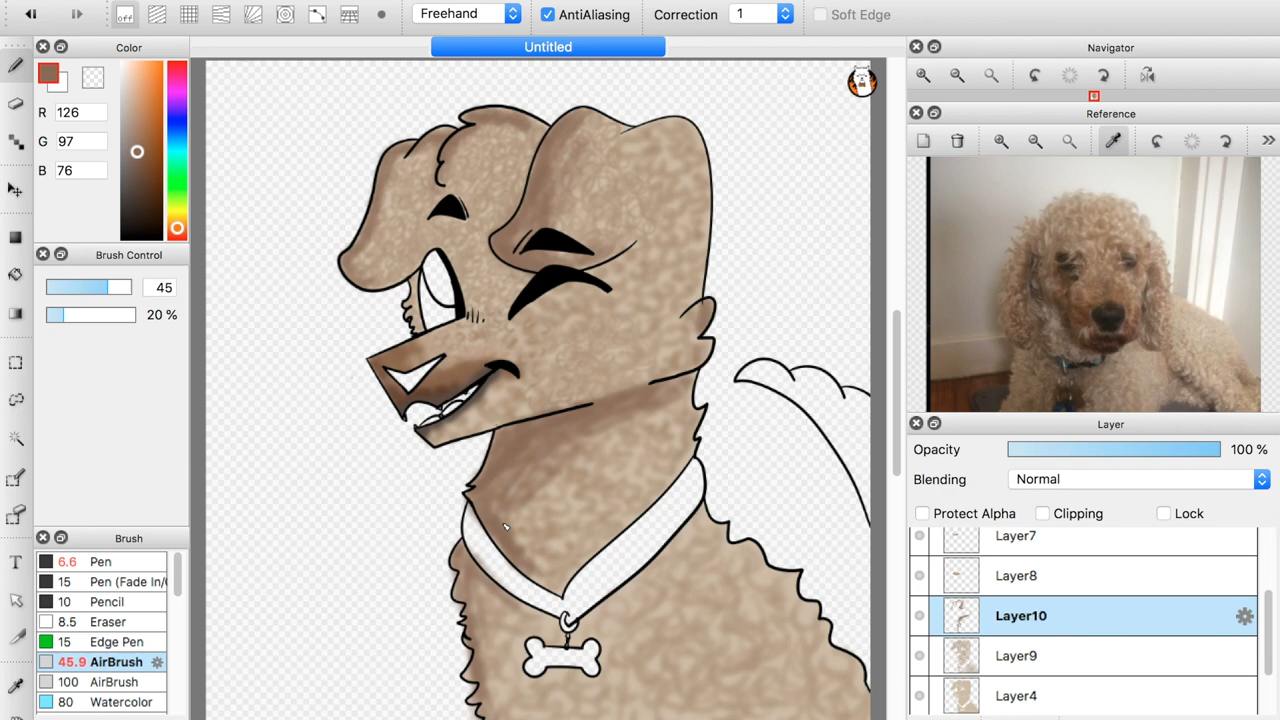 off Freehand AntiAliasing Correction 1 Soft Edge
Untitled
Color
R 126
G 97
B 76
Brush Control
45
20 %
Brush
6.6 Pen
15 Pen (Fade In/
10 Pencil
8.5 Eraser
15 Edge Pen
45.9 AirBrush
100 AirBrush
80 Watercolor
T
Navigator
Reference
Layer
Opacity 100 %
Blending Normal
Protect Alpha Clipping Lock
Layer7
Layer8
Layer10
Layer9
Layer4